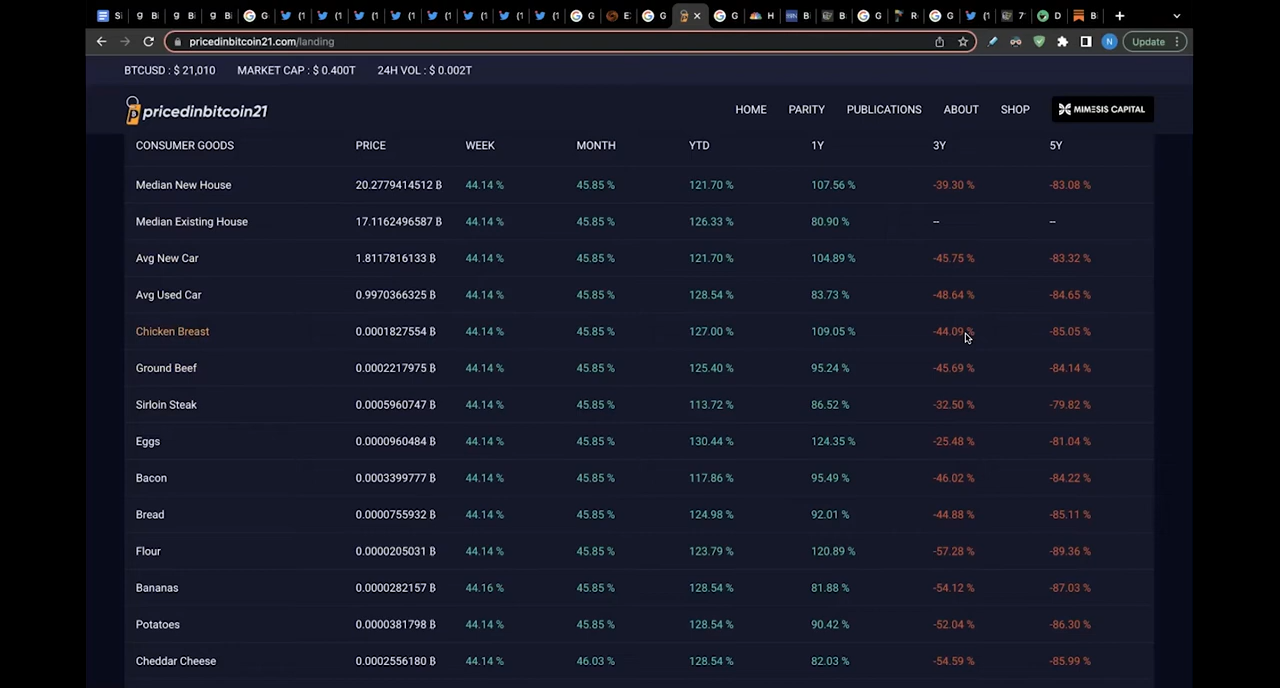 pricedinbitcoin21.com/landing
Update
BTCUSD : $ 21,010 MARKET CAP : $ 0.400T 24H VOL : $ 0.002T
pricedinbitcoin21 HOME PARITY PUBLICATIONS ABOUT SHOP MIMESIS CAPITAL
CONSUMER GOODS PRICE WEEK MONTH YTD 1Y 3Y 5Y
Median New House 20.2779414512 B 44.14 % 45.85 % 121.70 % 107.56 % -39.30 % -83.08 %
Median Existing House 17.1162496587 B 44.14 % 45.85 % 126.33 % 80.90 % -- --
Avg New Car 1.8117816133 B 44.14 % 45.85 % 121.70 % 104.89 % -45.75 % -83.32 %
Avg Used Car 0.9970366325 B 44.14 % 45.85 % 128.54 % 83.73 % -48.64 % -84.65 %
Chicken Breast 0.0001827554 B 44.14 % 45.85 % 127.00 % 109.05 % -44.09 % -85.05 %
Ground Beef 0.0002217975 B 44.14 % 45.85 % 125.40 % 95.24 % -45.69 % -84.14 %
Sirloin Steak 0.0005960747 B 44.14 % 45.85 % 113.72 % 86.52 % -32.50 % -79.82 %
Eggs 0.0000960484 B 44.14 % 45.85 % 130.44 % 124.35 % -25.48 % -81.04 %
Bacon 0.0003399777 B 44.14 % 45.85 % 117.86 % 95.49 % -46.02 % -84.22 %
Bread 0.0000755932 B 44.14 % 45.85 % 124.98 % 92.01 % -44.88 % -85.11 %
Flour 0.0000205031 B 44.14 % 45.85 % 123.79 % 120.89 % -57.28 % -89.36 %
Bananas 0.0000282157 B 44.16 % 45.85 % 128.54 % 81.88 % -54.12 % -87.03 %
Potatoes 0.0000381798 B 44.14 % 45.85 % 128.54 % 90.42 % -52.04 % -86.30 %
Cheddar Cheese 0.0002556180 B 44.14 % 46.03 % 128.54 % 82.03 % -54.59 % -85.99 %